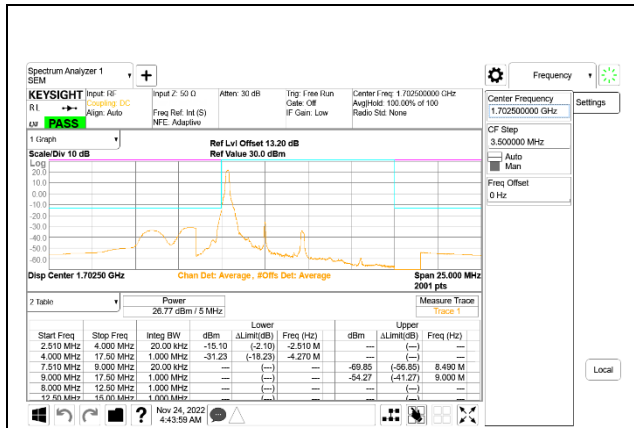 Spectrum Analyzer 1
SEM
+
Frequency
KEYSIGHT Input: RF Input Z: 50 Ω Atten: 30 dB Trig: Free Run Center Freq: 1.702500000 GHz
Coupling: DC Gate: Off Avg|Hold: 100.00% of 100
RL Align: Auto Freq Ref: Int (S) IF Gain: Low Radio Std: None
NFE: Adaptive
PASS
Center Frequency
1.702500000 GHz
Settings
CF Step
3.500000 MHz
Auto
Man
Freq Offset
0 Hz
Local
1 Graph
Ref Lvl Offset 13.20 dB
Scale/Div 10 dB Ref Value 30.0 dBm
Log
20.0
10.0
0.00
-10.0
-20.0
-30.0
-40.0
-50.0
-60.0
Disp Center 1.70250 GHz Chan Det: Average , #Offs Det: Average Span 25.000 MHz
2001 pts
2 Table Power Measure Trace
26.77 dBm / 5 MHz Trace 1
Lower Upper
Start Freq Stop Freq Integ BW dBm ΔLimit(dB) Freq (Hz) dBm ΔLimit(dB) Freq (Hz)
2.510 MHz 4.000 MHz 20.00 kHz -15.10 (-2.10) -2.510 M --- (---) ---
4.000 MHz 17.50 MHz 1.000 MHz -31.23 (-18.23) -4.270 M --- (---) ---
7.510 MHz 9.000 MHz 20.00 kHz --- (---) --- -69.85 (-56.85) 8.490 M
9.000 MHz 17.50 MHz 1.000 MHz --- (---) --- -54.27 (-41.27) 9.000 M
8.000 MHz 12.50 MHz 1.000 MHz --- (---) --- --- (---) ---
12.50 MHz 15.00 MHz 1.000 MHz --- (---) --- --- (---) ---
? Nov 24, 2022
4:43:59 AM